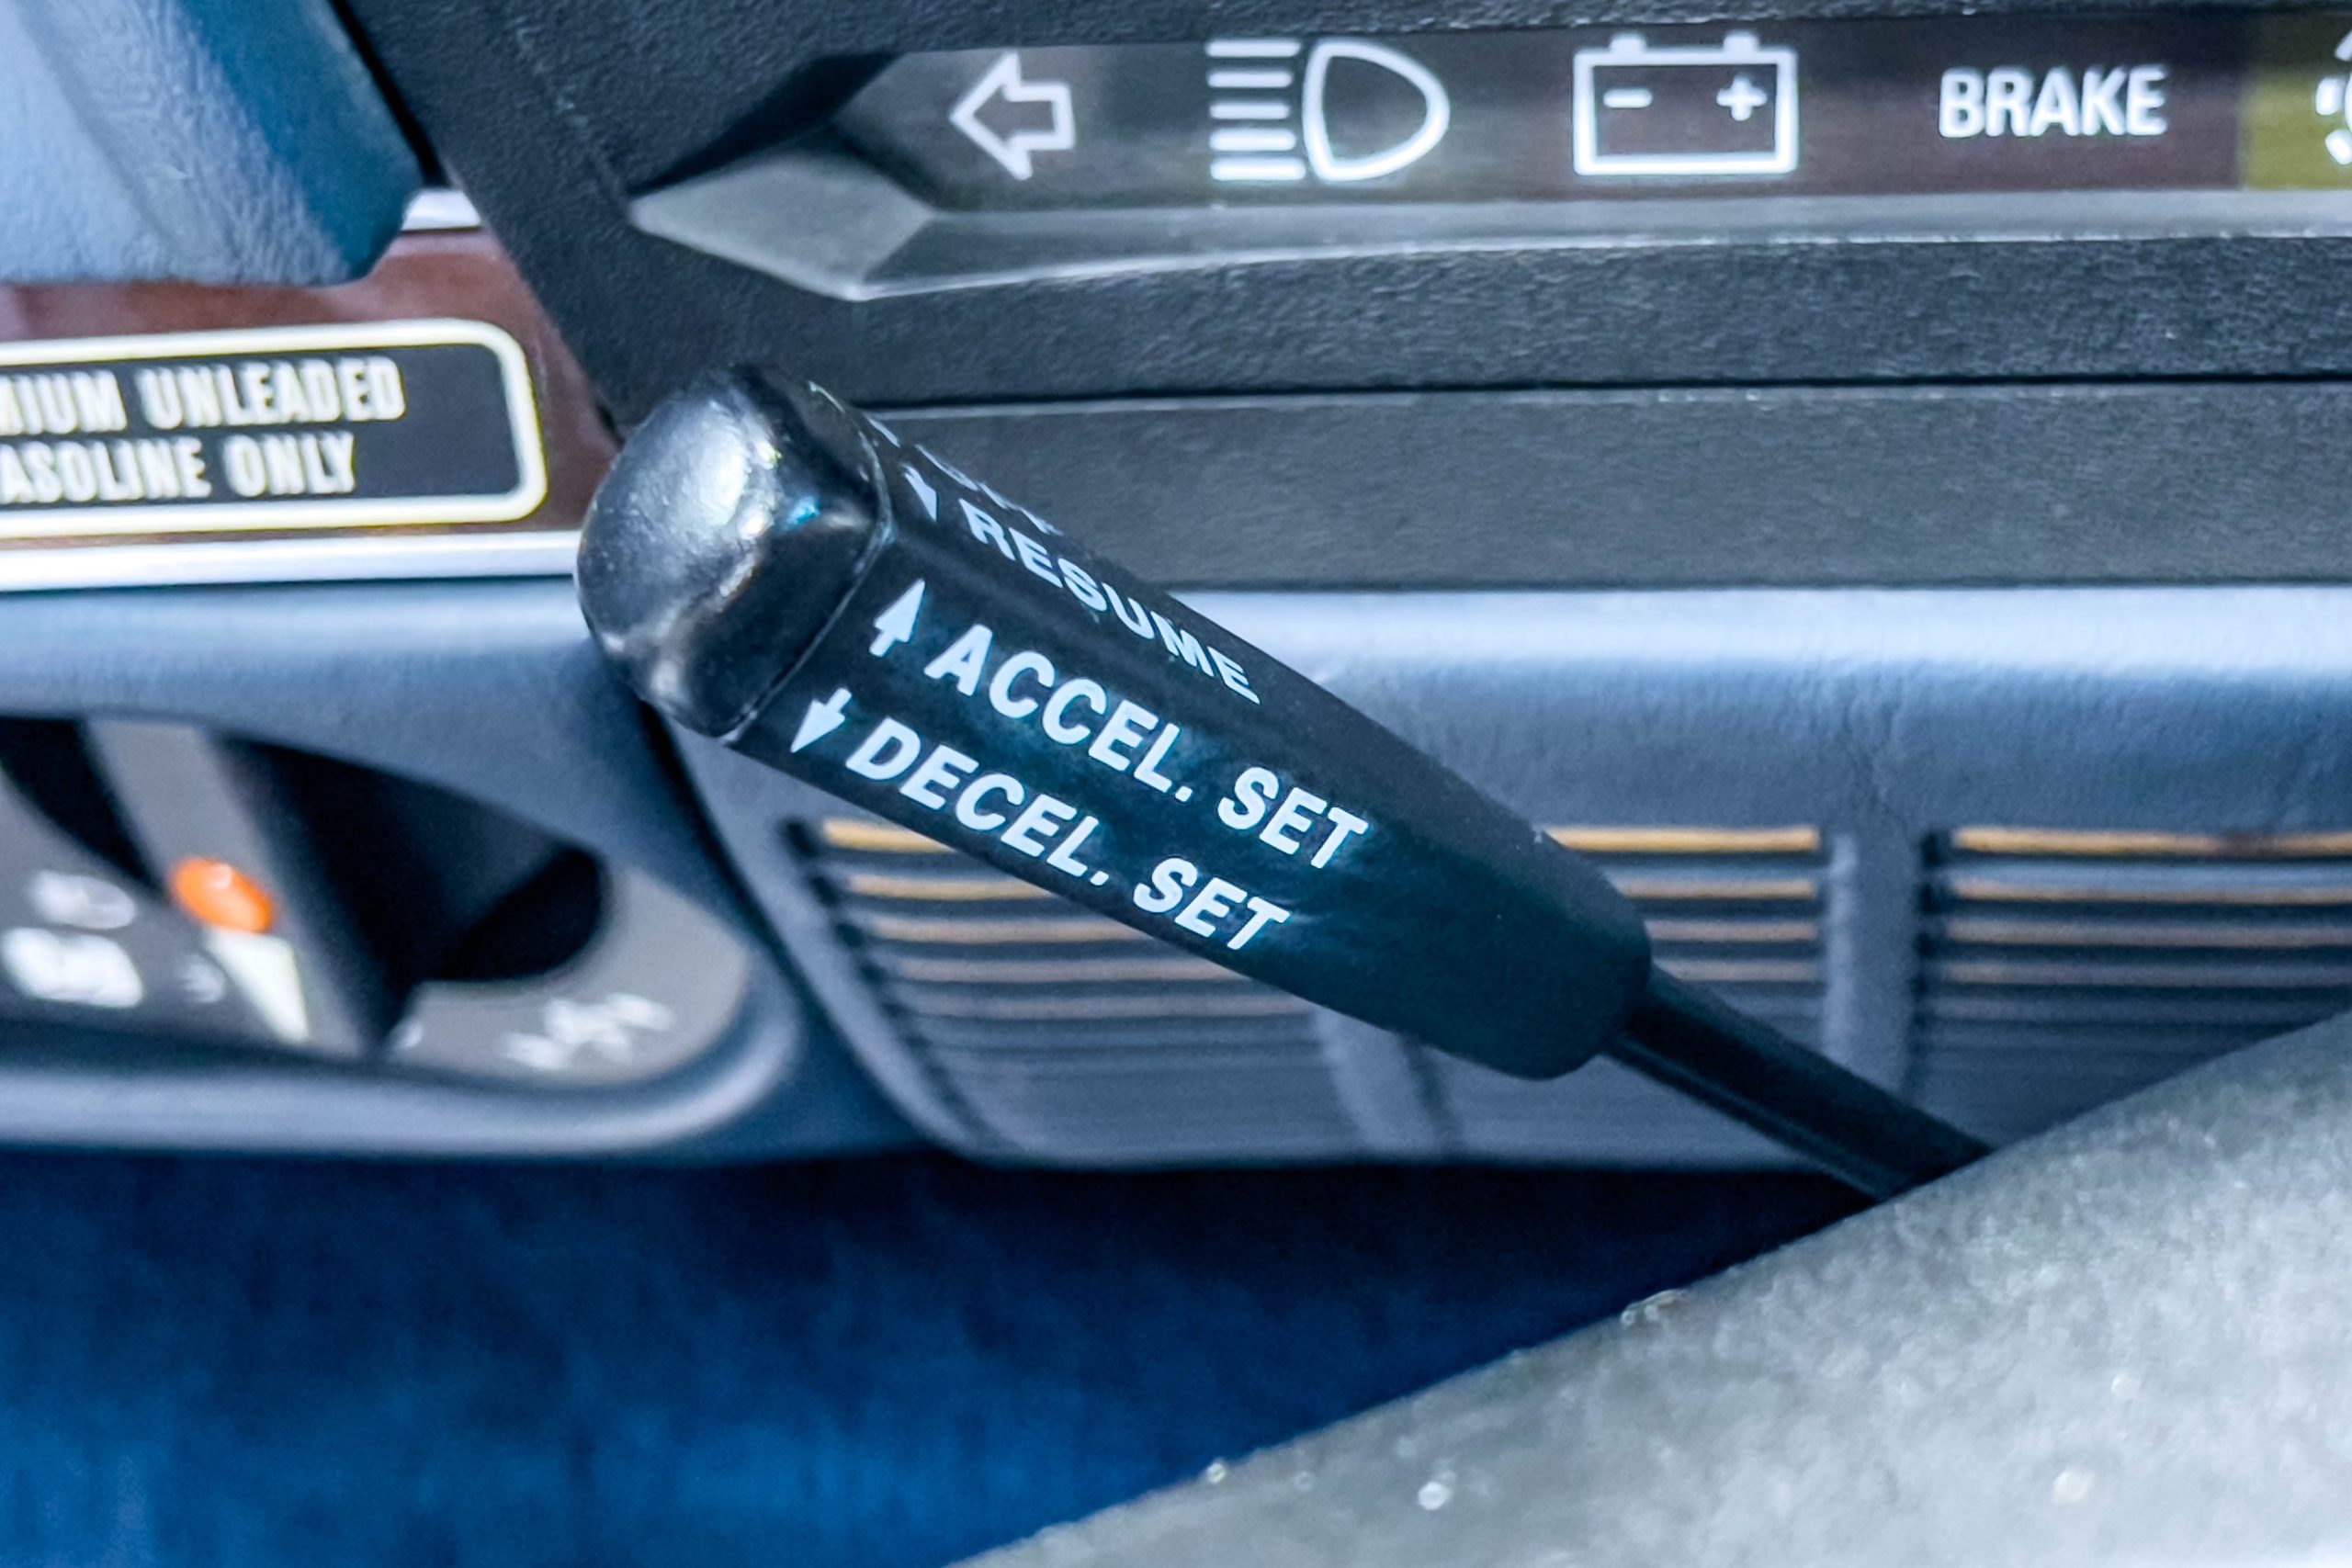 BRAKE
MIUM UNLEADED
ASOLINE ONLY
RESUME
ACCEL. SET
DECEL. SET